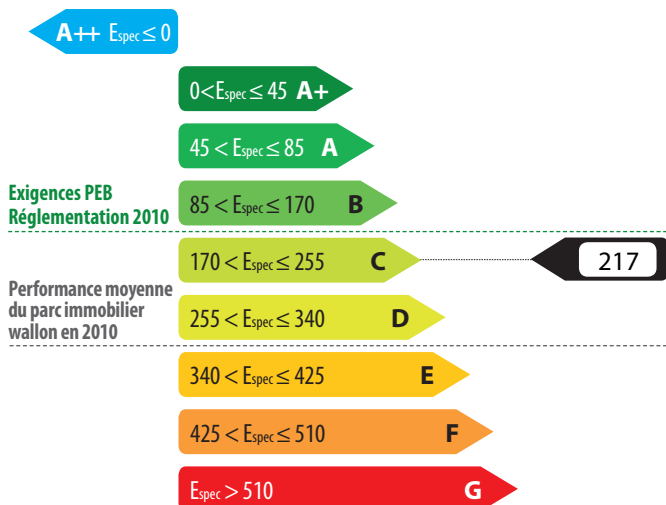 A++ Espec ≤ 0
0<Espec ≤ 45 A+
45 < Espec ≤ 85 A
Exigences PEB
Réglementation 2010
85 < Espec ≤ 170 B
170 < Espec ≤ 255 C
217
Performance moyenne
du parc immobilier
wallon en 2010
255 < Espec ≤ 340 D
340 < Espec ≤ 425 E
425 < Espec ≤ 510 F
Espec > 510 G